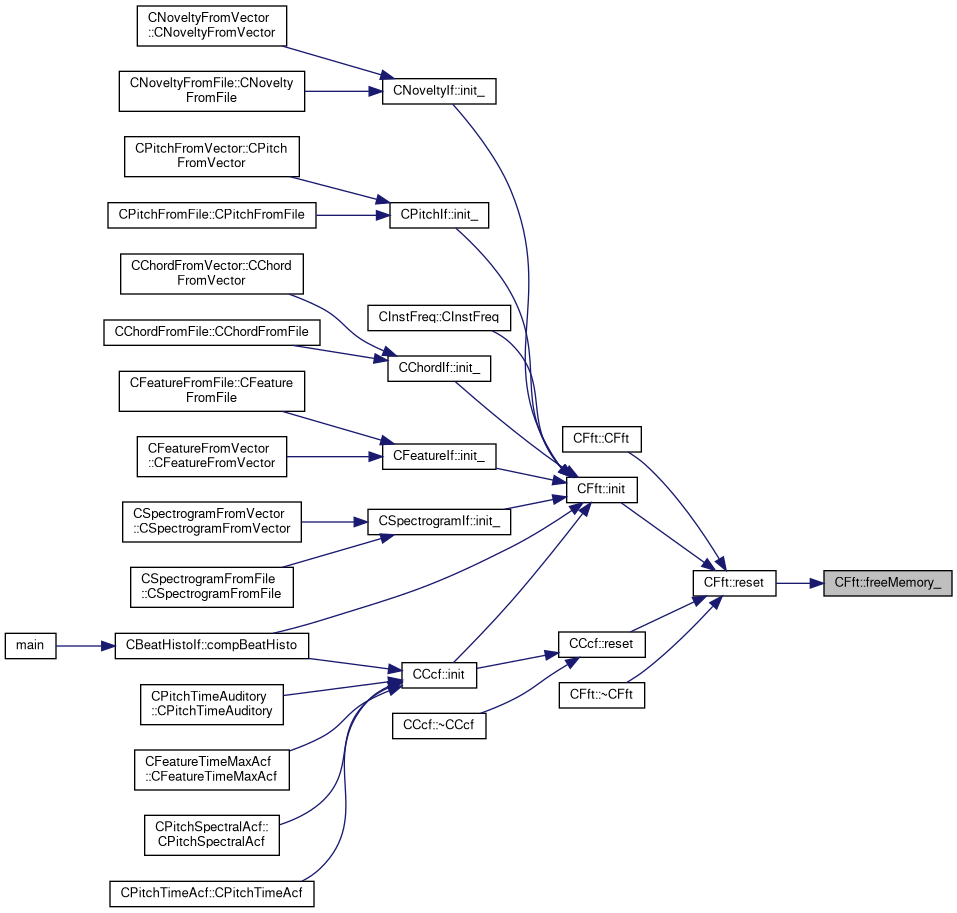 CNoveltyFromVector
::CNoveltyFromVector
CNoveltyFromFile::CNovelty
FromFile
CNoveltyIf::init_
CPitchFromVector::CPitch
FromVector
CPitchFromFile::CPitchFromFile
CPitchIf::init_
CChordFromVector::CChord
FromVector
CInstFreq::CInstFreq
CChordFromFile::CChordFromFile
CChordIf::init_
CFeatureFromFile::CFeature
FromFile
CFeatureFromVector
::CFeatureFromVector
CFeatureIf::init_
CFft::CFft
CFft::init
CSpectrogramFromVector
::CSpectrogramFromVector
CSpectrogramIf::init_
CSpectrogramFromFile
::CSpectrogramFromFile
CFft::reset
CFft::freeMemory_
main
CBeatHistoIf::compBeatHisto
CCcf::reset
CCcf::init
CFft::~CFft
CPitchTimeAuditory
::CPitchTimeAuditory
CCcf::~CCcf
CFeatureTimeMaxAcf
::CFeatureTimeMaxAcf
CPitchSpectralAcf::
CPitchSpectralAcf
CPitchTimeAcf::CPitchTimeAcf